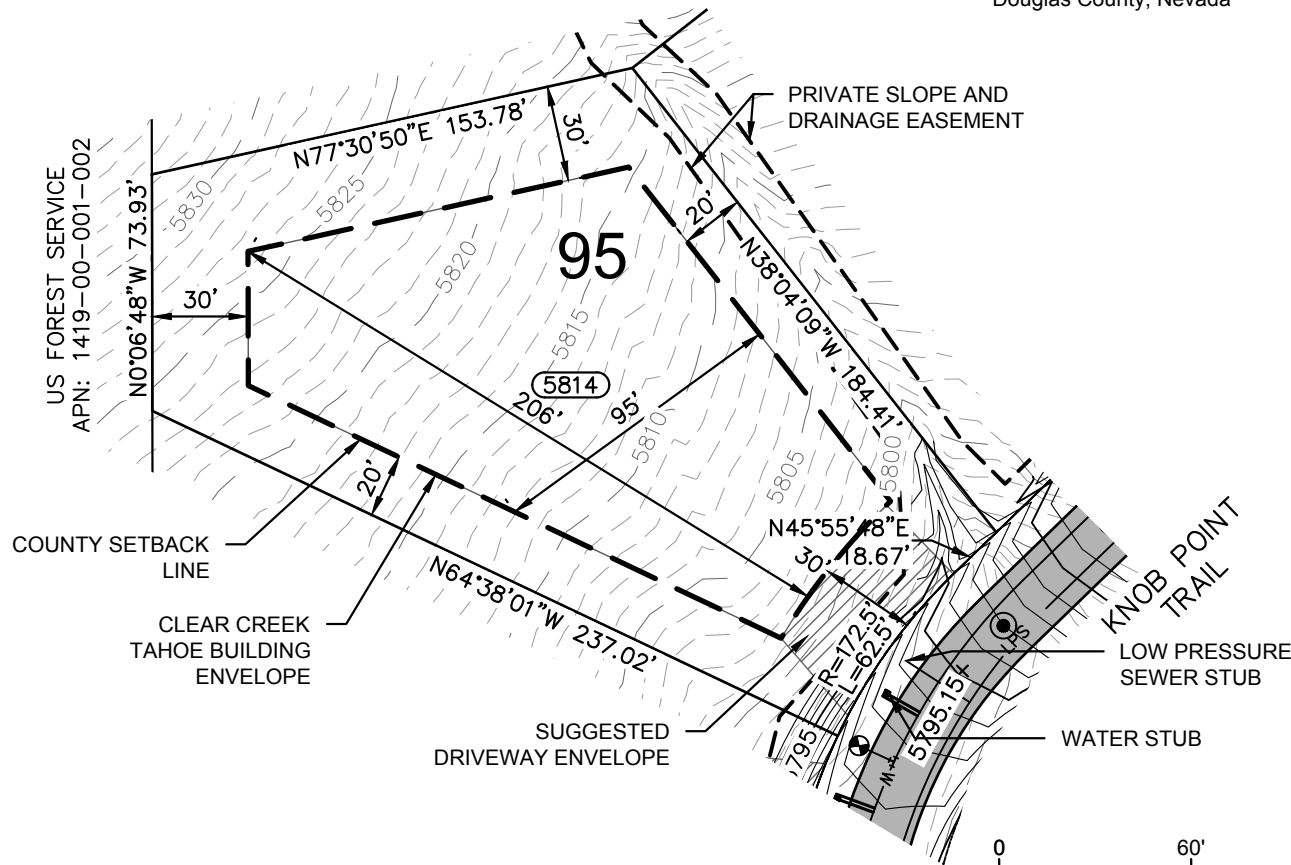 Douglas County, Nevada
PRIVATE SLOPE AND
DRAINAGE EASEMENT
US FOREST SERVICE
APN: 1419-00-001-002
N0°06'48"W 73.93'
N77°30'50"E 153.78'
30'
5830
5825
5820
5815
5810
5805
5800
95
20'
N38°04'09"W 184.41'
30'
5814
206'
95'
20'
N45°55'48"E
18.67'
30'
COUNTY SETBACK
LINE
CLEAR CREEK
TAHOE BUILDING
ENVELOPE
N64°38'01"W 237.02'
R=172.5'
L=62.5'
KNOB POINT
TRAIL
LPS
LOW PRESSURE
SEWER STUB
5795.15
SUGGESTED
DRIVEWAY ENVELOPE
WATER STUB
5795
W
0 60'